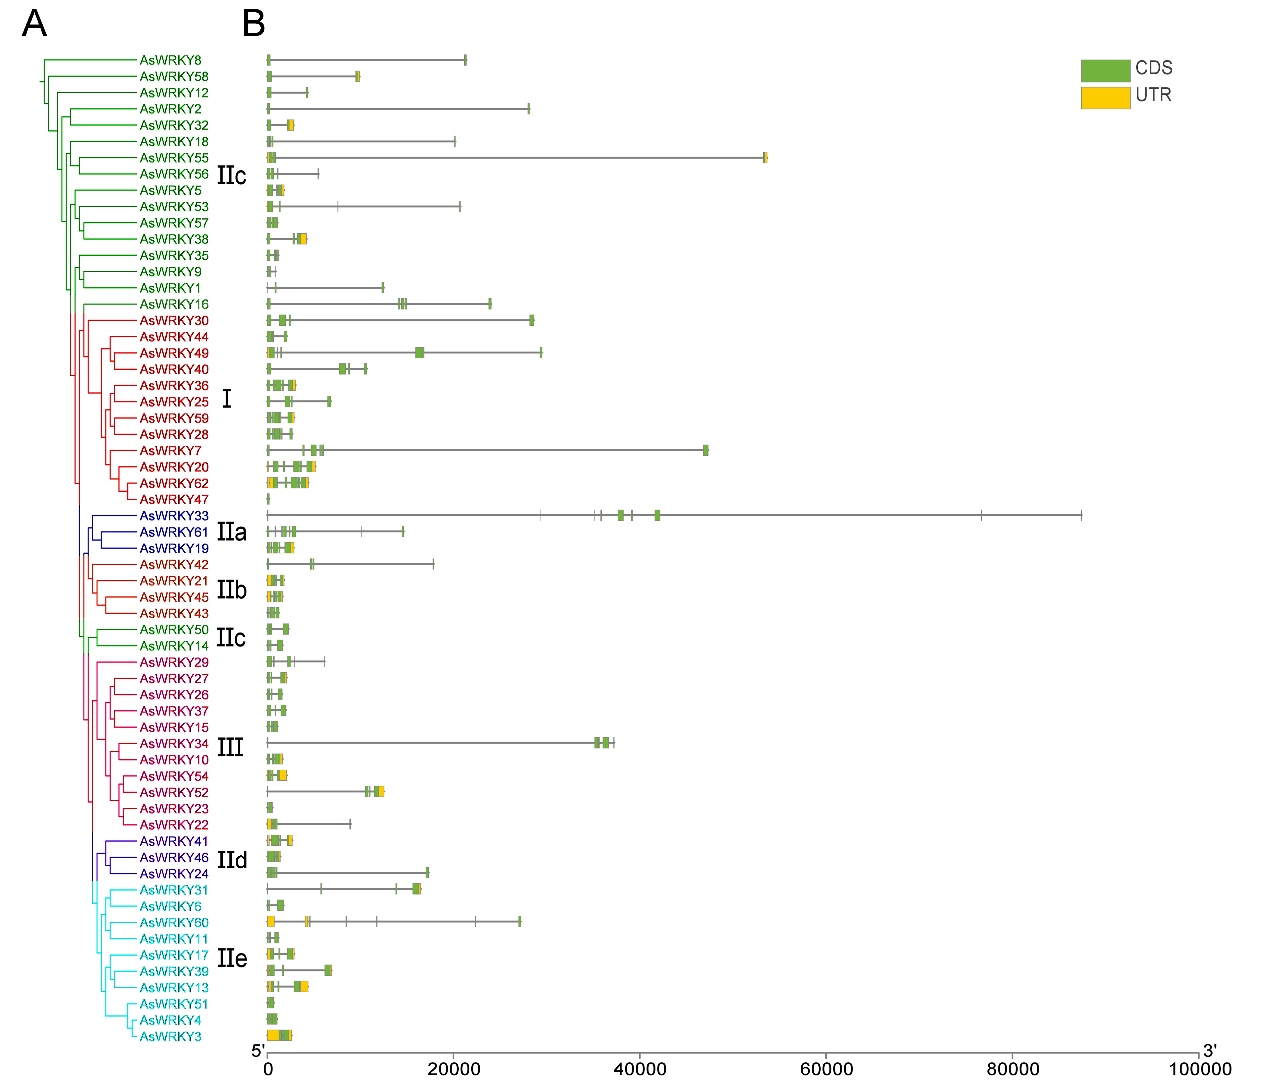 A B
AsWRKY8
CDS
AsWRKY58
UTR
AsWRKY12
AsWRKY2
AsWRKY32
AsWRKY18
AsWRKY55
AsWRKY56
IIc
AsWRKY5
AsWRKY53
AsWRKY57
AsWRKY38
AsWRKY35
AsWRKY9
AsWRKY1
AsWRKY16
AsWRKY30
AsWRKY44
AsWRKY49
AsWRKY40
AsWRKY36
I
AsWRKY25
AsWRKY59
AsWRKY28
AsWRKY7
AsWRKY20
AsWRKY62
AsWRKY47
AsWRKY33
AsWRKY61
IIa
AsWRKY19
AsWRKY42
AsWRKY21
IIb
AsWRKY45
AsWRKY43
AsWRKY50
IIc
AsWRKY14
AsWRKY29
AsWRKY27
AsWRKY26
AsWRKY37
AsWRKY15
AsWRKY34
III
AsWRKY10
AsWRKY54
AsWRKY52
AsWRKY23
AsWRKY22
AsWRKY41
AsWRKY46
IId
AsWRKY24
AsWRKY31
AsWRKY6
AsWRKY60
AsWRKY11
AsWRKY17
IIe
AsWRKY39
AsWRKY13
AsWRKY51
AsWRKY4
AsWRKY3
5' 3'
0 20000 40000 60000 80000 100000